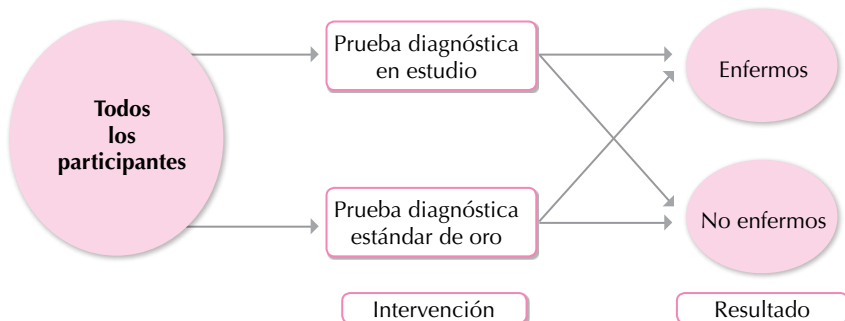 Todos
los
participantes
Prueba diagnóstica
en estudio
Prueba diagnóstica
estándar de oro
Enfermos
No enfermos
Intervención
Resultado